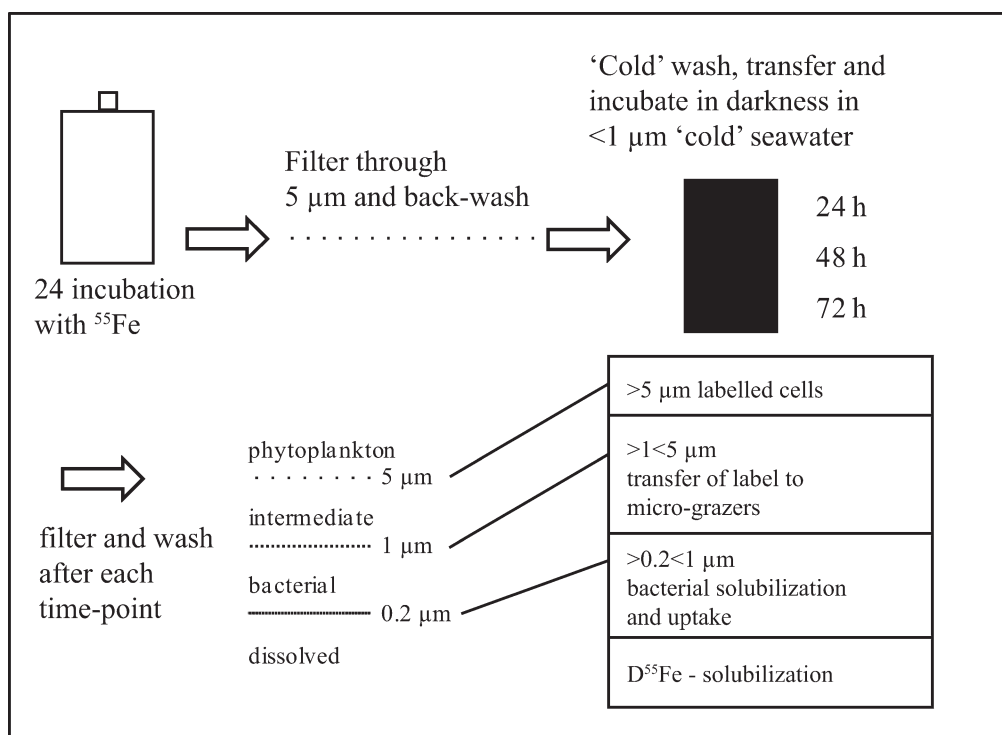 24 incubation
with ⁵⁵Fe
Filter through
5 µm and back-wash
‘Cold’ wash, transfer and
incubate in darkness in
<1 µm ‘cold’ seawater
24 h
48 h
72 h
filter and wash
after each
time-point
phytoplankton
5 µm
intermediate
1 µm
bacterial
0.2 µm
dissolved
>5 µm labelled cells
>1<5 µm
transfer of label to
micro-grazers
>0.2<1 µm
bacterial solubilization
and uptake
D⁵⁵Fe - solubilization